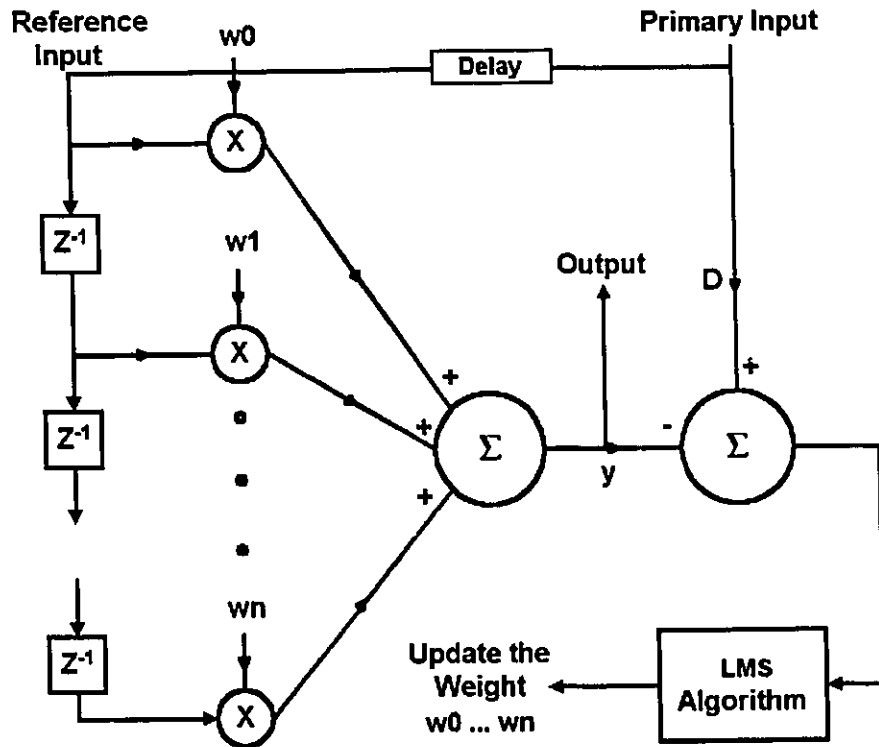 Reference
Input
w0
Primary Input
Delay
X
Z⁻¹
w1
Output
D
X
+
+
Z⁻¹
+
+
-
Σ
Σ
y
wn
Z⁻¹
X
Update the
Weight
w0 ... wn
LMS
Algorithm